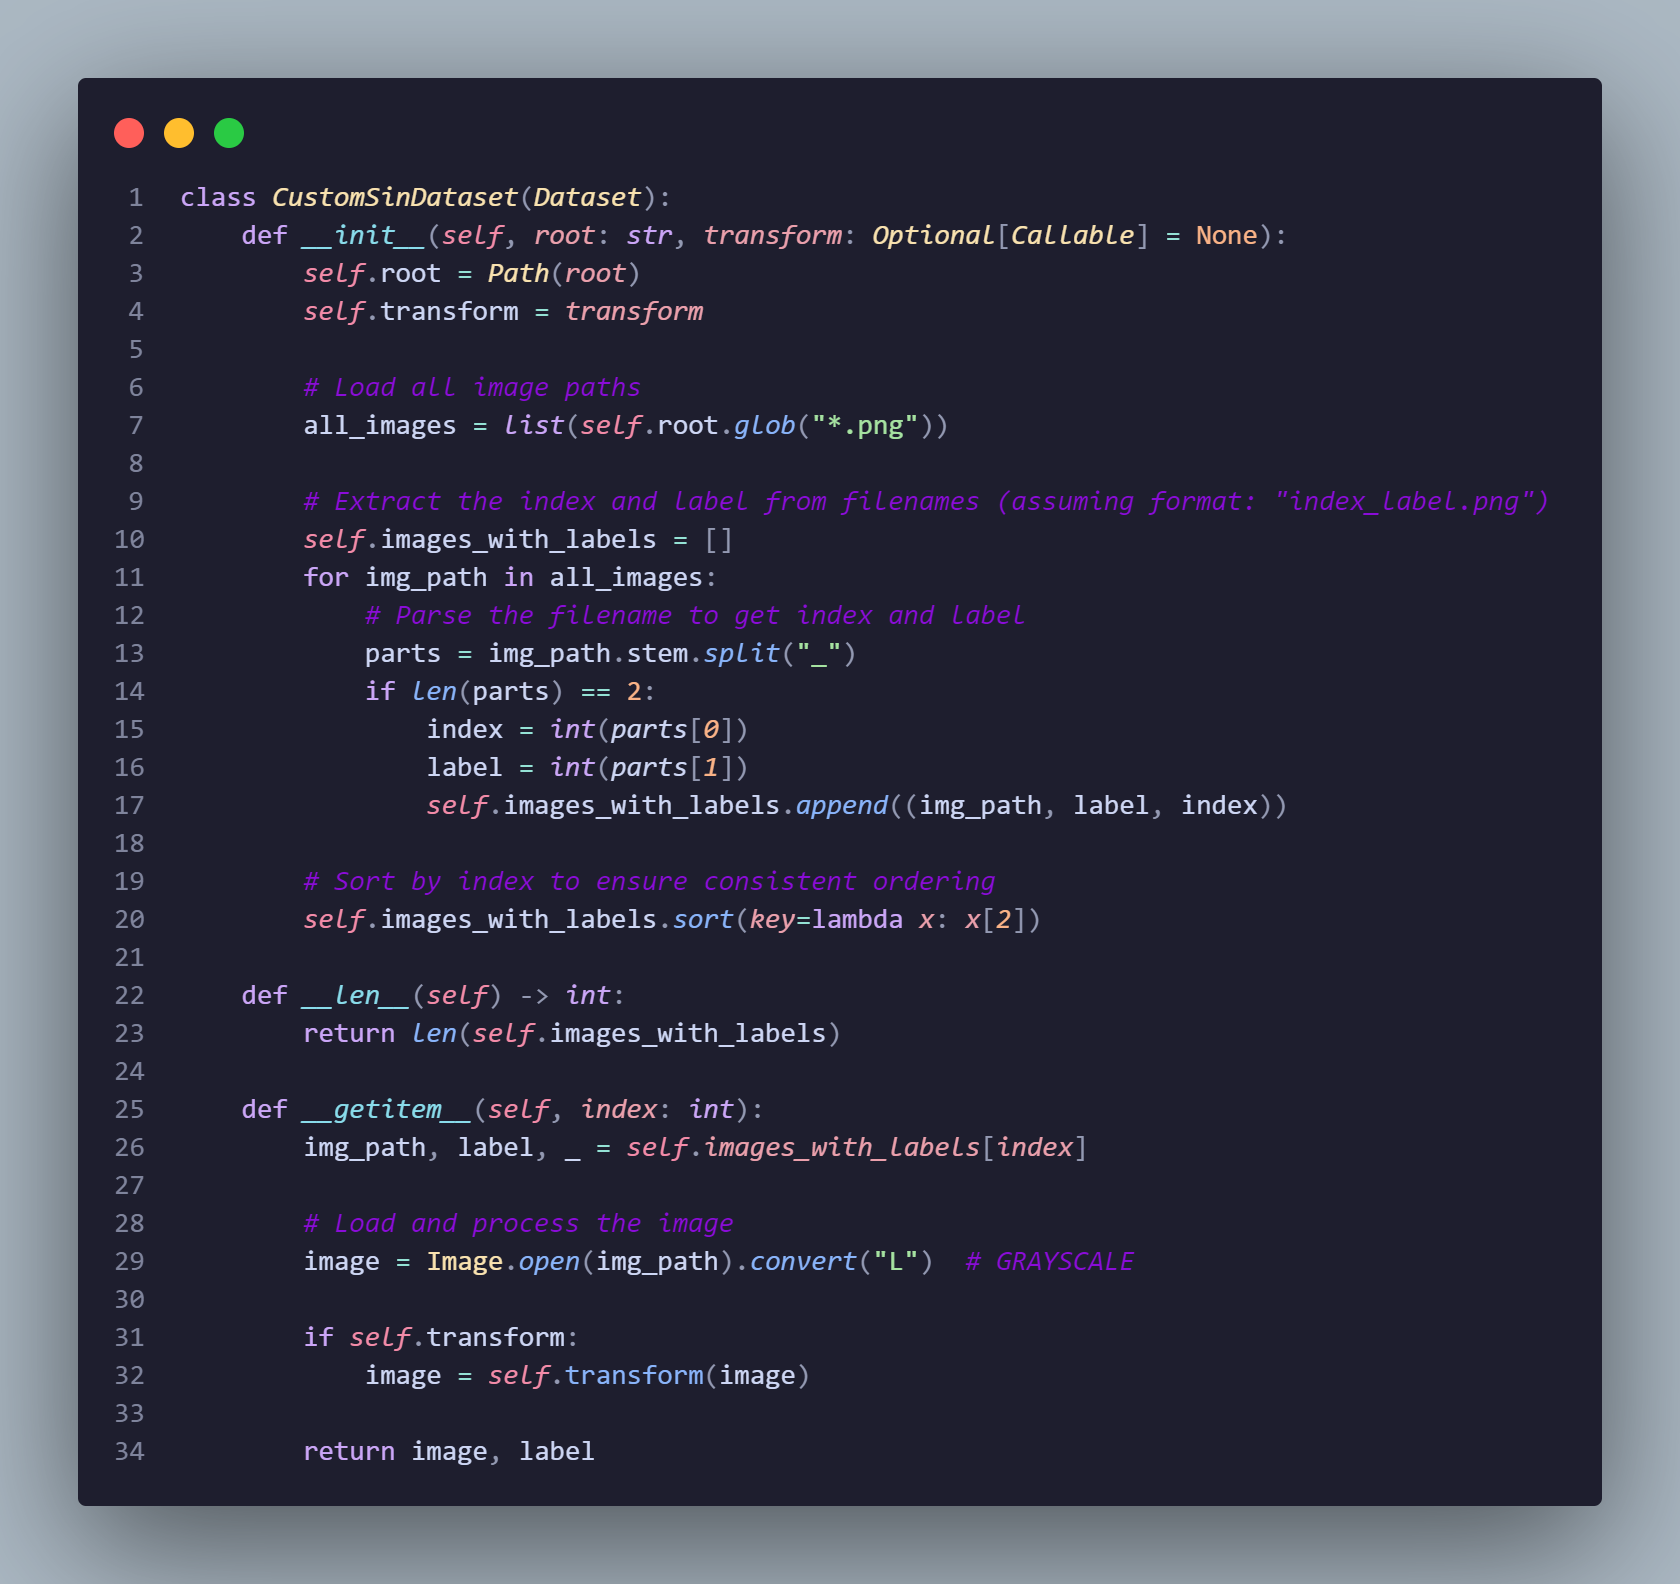 1 class CustomSinDataset(Dataset):
2     def __init__(self, root: str, transform: Optional[Callable] = None):
3         self.root = Path(root)
4         self.transform = transform
5
6         # Load all image paths
7         all_images = list(self.root.glob("*.png"))
8
9         # Extract the index and label from filenames (assuming format: "index_label.png")
10         self.images_with_labels = []
11         for img_path in all_images:
12             # Parse the filename to get index and label
13             parts = img_path.stem.split("_")
14             if len(parts) == 2:
15                 index = int(parts[0])
16                 label = int(parts[1])
17                 self.images_with_labels.append((img_path, label, index))
18
19         # Sort by index to ensure consistent ordering
20         self.images_with_labels.sort(key=lambda x: x[2])
21
22     def __len__(self) -> int:
23         return len(self.images_with_labels)
24
25     def __getitem__(self, index: int):
26         img_path, label, _ = self.images_with_labels[index]
27
28         # Load and process the image
29         image = Image.open(img_path).convert("L")  # GRAYSCALE
30
31         if self.transform:
32             image = self.transform(image)
33
34         return image, label